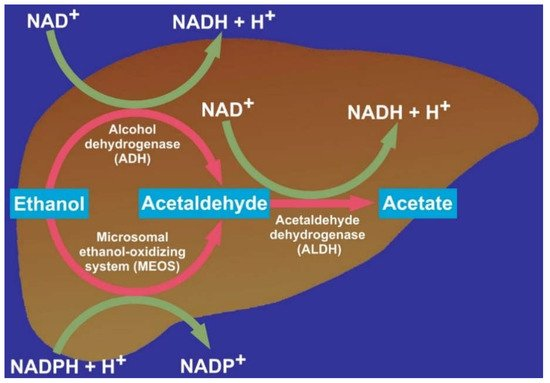 NAD+
NADH + H+
Alcohol
dehydrogenase
(ADH)
NAD+
NADH + H+
Ethanol
Acetaldehyde
Acetate
Acetaldehyde
dehydrogenase
(ALDH)
Microsomal
ethanol-oxidizing
system (MEOS)
NADPH + H+
NADP+